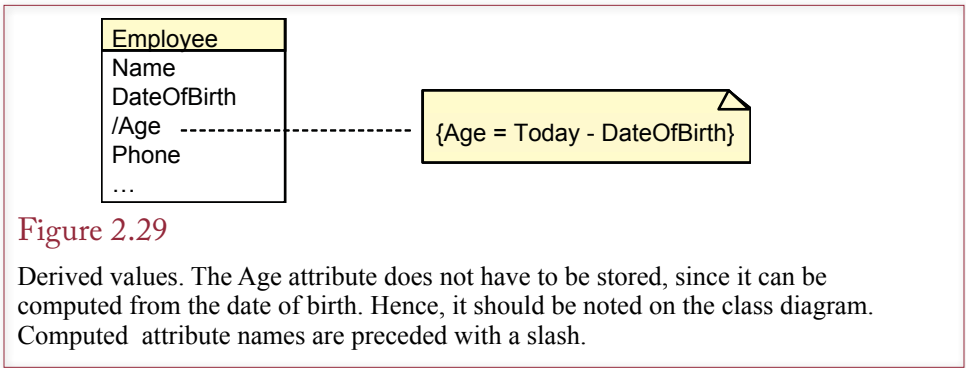 Employee
Name
DateOfBirth
/Age
Phone
…
{Age = Today - DateOfBirth}
Figure 2.29
Derived values. The Age attribute does not have to be stored, since it can be
computed from the date of birth. Hence, it should be noted on the class diagram.
Computed attribute names are preceded with a slash.